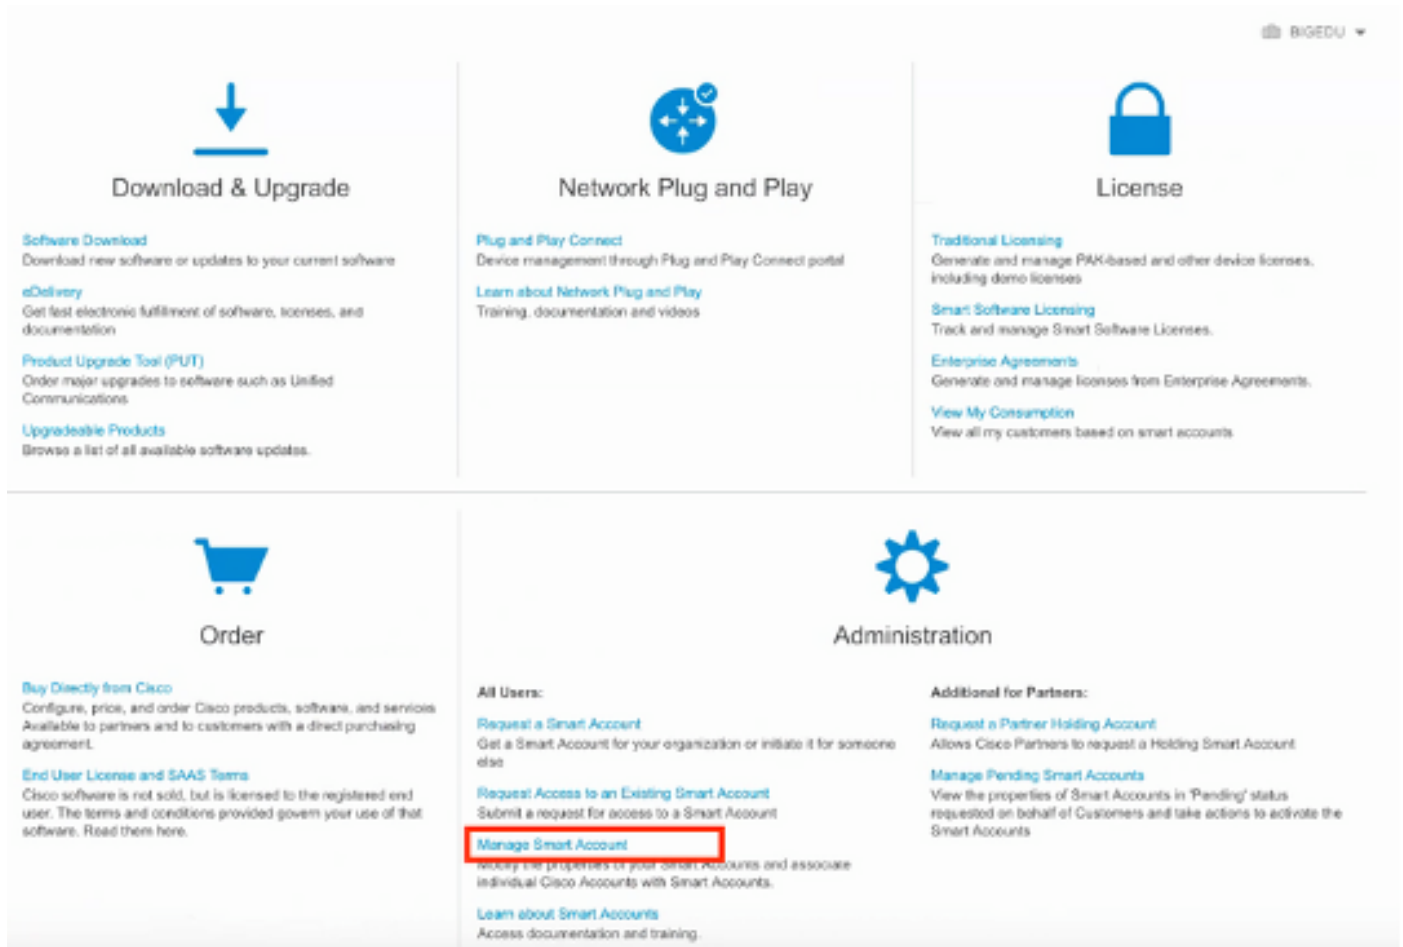 BIGEDU
Download & Upgrade
Software Download
Download new software or updates to your current software
eDelivery
Get fast electronic fulfillment of software, licenses, and
documentation
Product Upgrade Tool (PUT)
Order major upgrades to software such as Unified
Communications
Upgradeable Products
Browse a list of all available software updates.
Network Plug and Play
Plug and Play Connect
Device management through Plug and Play Connect portal
Learn about Network Plug and Play
Training, documentation and videos
License
Traditional Licensing
Generate and manage PAK-based and other device licenses,
including demo licenses
Smart Software Licensing
Track and manage Smart Software Licenses.
Enterprise Agreements
Generate and manage licenses from Enterprise Agreements.
View My Consumption
View all my customers based on smart accounts
Order
Buy Directly from Cisco
Configure, price, and order Cisco products, software, and services
Available to partners and to customers with a direct purchasing
agreement.
End User License and SAAS Terms
Cisco software is not sold, but is licensed to the registered end
user. The terms and conditions provided govern your use of that
software. Read them here.
Administration
All Users:
Request a Smart Account
Get a Smart Account for your organization or initiate it for someone
else
Request Access to an Existing Smart Account
Submit a request for access to a Smart Account
Manage Smart Account
Modify the properties of your Smart Accounts and associate
individual Cisco Accounts with Smart Accounts.
Learn about Smart Accounts
Access documentation and training.
Additional for Partners:
Request a Partner Holding Account
Allows Cisco Partners to request a Holding Smart Account
Manage Pending Smart Accounts
View the properties of Smart Accounts in 'Pending' status
requested on behalf of Customers and take actions to activate the
Smart Accounts